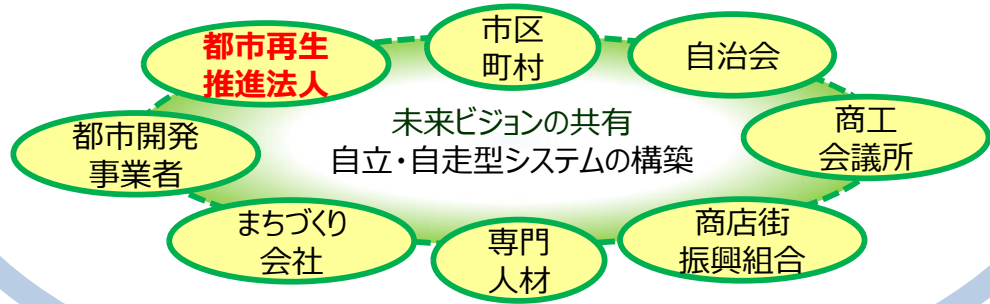 都市再生
推進法人
市区
町村
自治会
都市開発
事業者
未来ビジョンの共有
自立・自走型システムの構築
商工
会議所
まちづくり
会社
専門
人材
商店街
振興組合